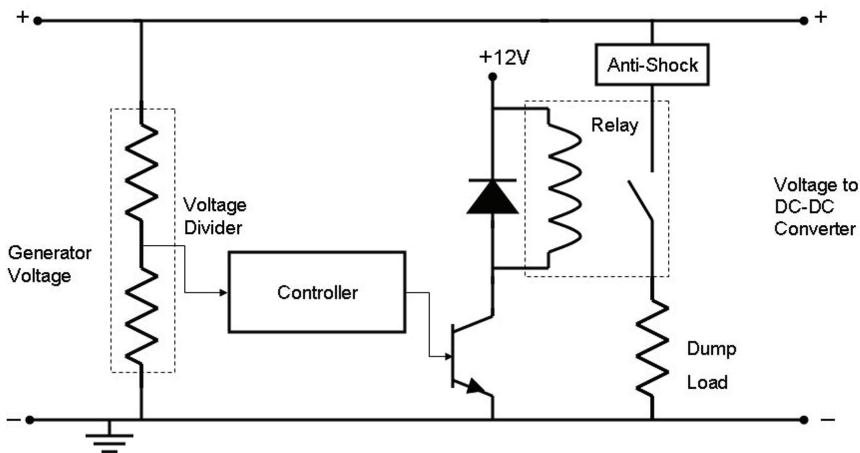 +
+
+12V
Anti-Shock
Relay
Voltage
Divider
Voltage to
DC-DC
Converter
Generator
Voltage
Controller
Dump
Load
–
–